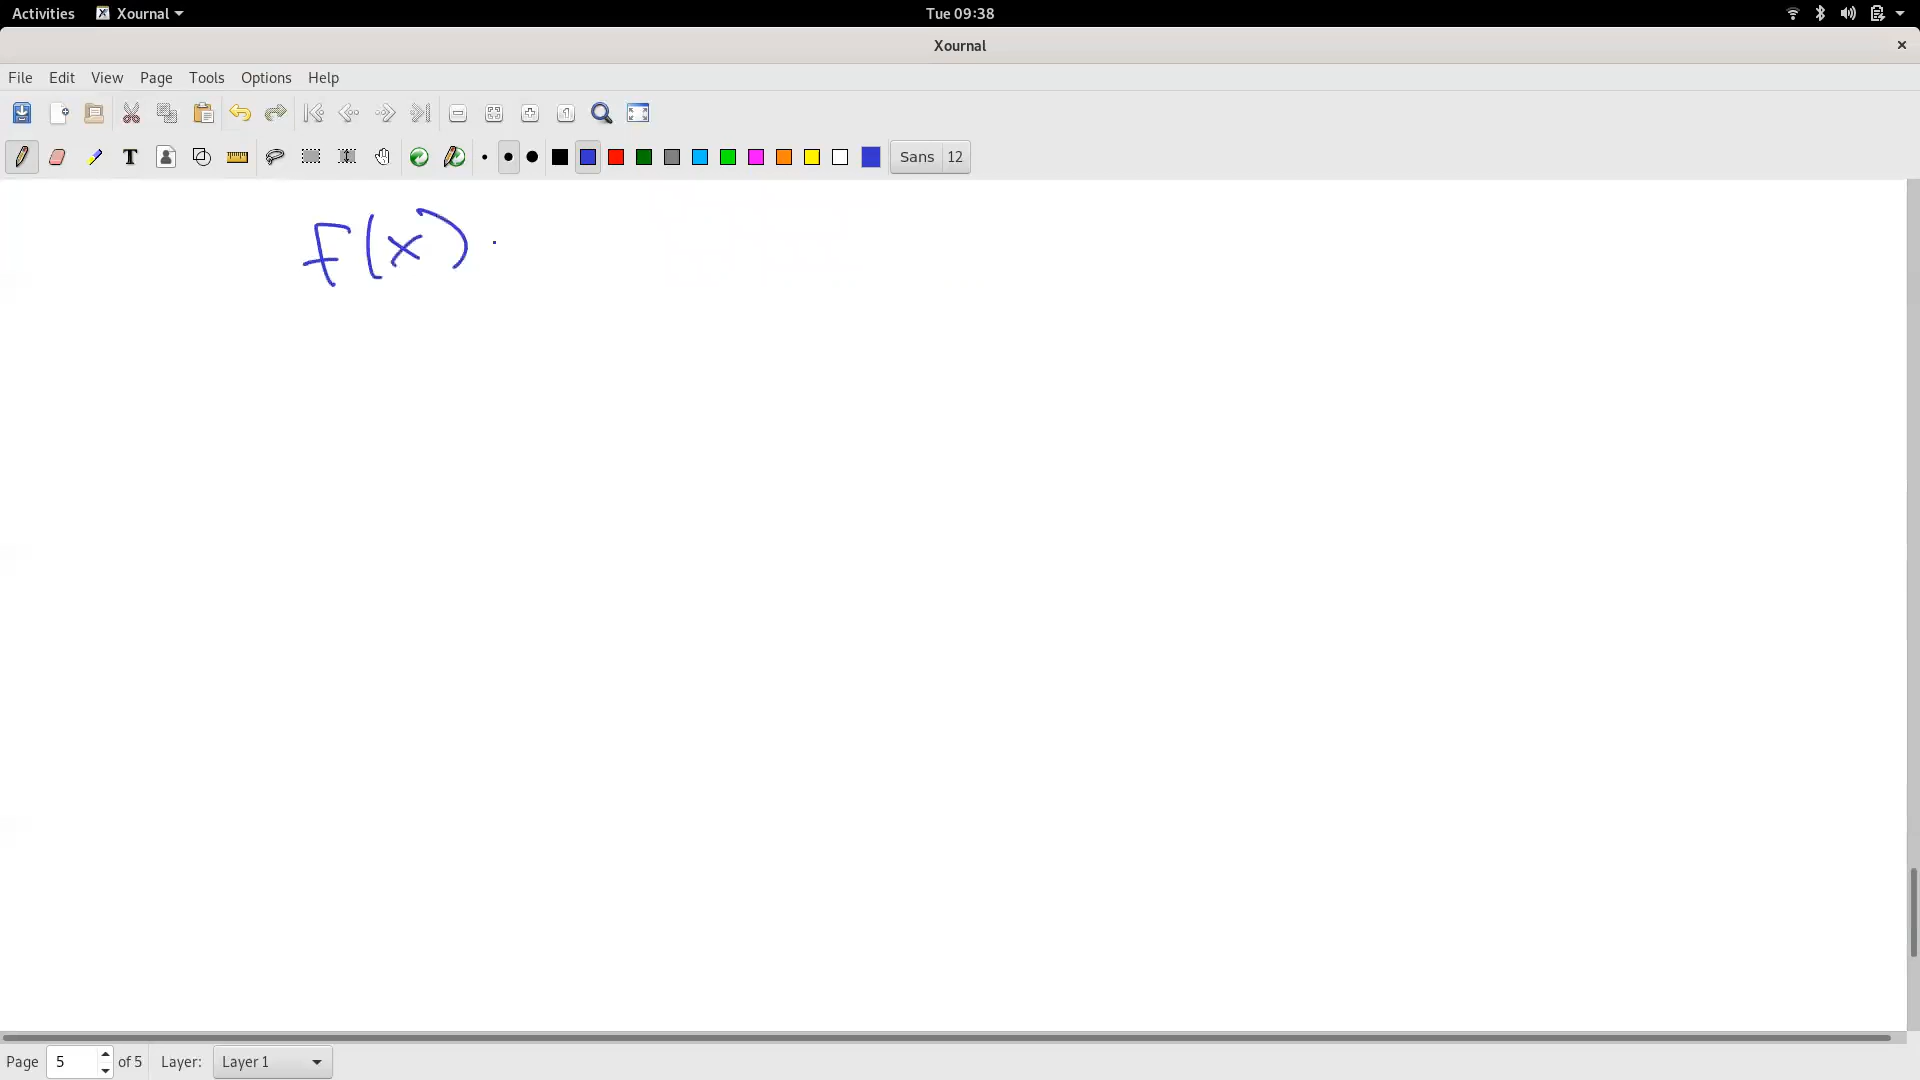 Activities Xournal Tue 09:38
Xournal
File Edit View Page Tools Options Help
T Sans 12
f(x)
Page 5 of 5 Layer: Layer 1